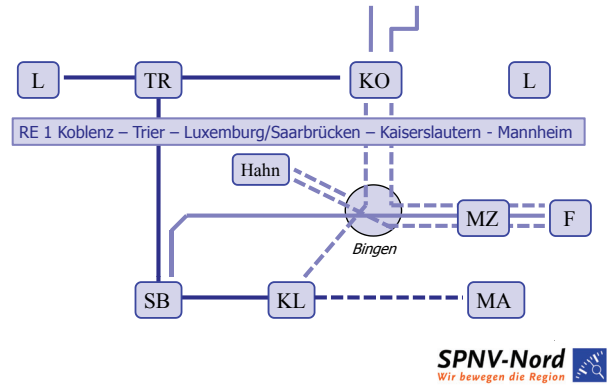 L
TR
KO
L
RE 1 Koblenz – Trier – Luxemburg/Saarbrücken – Kaiserslautern - Mannheim
Hahn
MZ
F
Bingen
SB
KL
MA
SPNV-Nord
Wir bewegen die Region